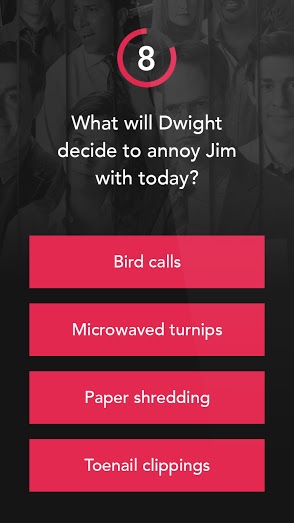 8
What will Dwight
decide to annoy Jim
with today?
Bird calls
Microwaved turnips
Paper shredding
Toenail clippings